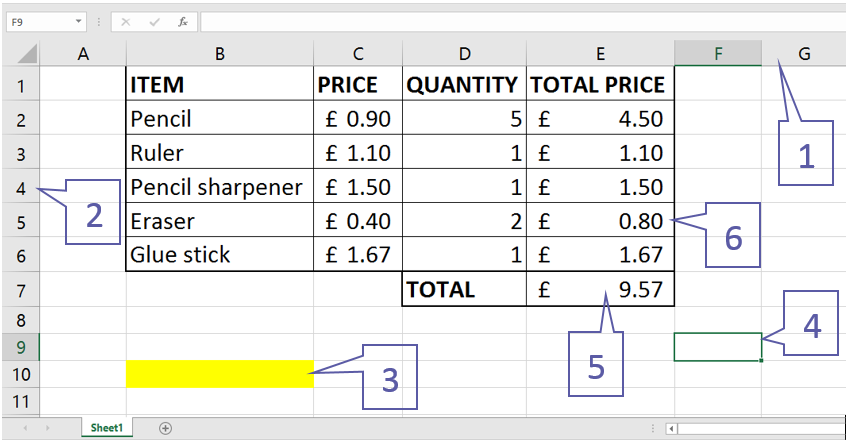 F9 fx
A B C D E F G
1 ITEM PRICE QUANTITY TOTAL PRICE
2 Pencil £ 0.90 5 £ 4.50
1
3 Ruler £ 1.10 1 £ 1.10
4 Pencil sharpener £ 1.50 1 £ 1.50
2
5 Eraser £ 0.40 2 £ 0.80
6
6 Glue stick £ 1.67 1 £ 1.67
7 TOTAL £ 9.57
8
4
9
5
10
3
11
Sheet1